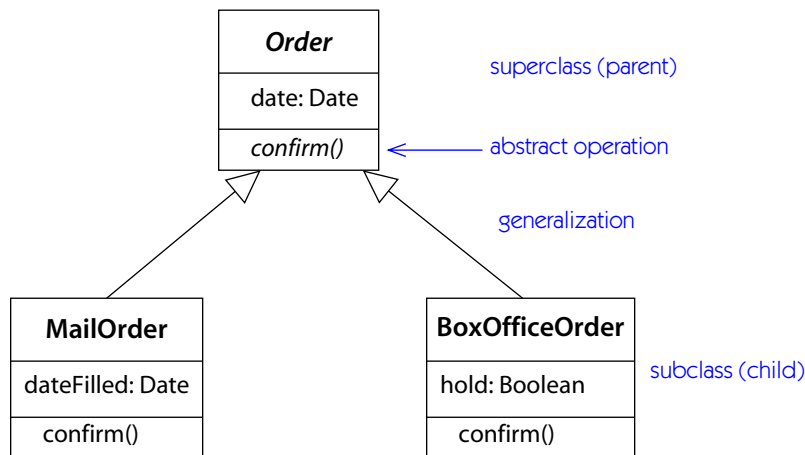 Order
superclass (parent)
date: Date
confirm()
abstract operation
generalization
MailOrder
BoxOfficeOrder
dateFilled: Date
hold: Boolean
subclass (child)
confirm()
confirm()